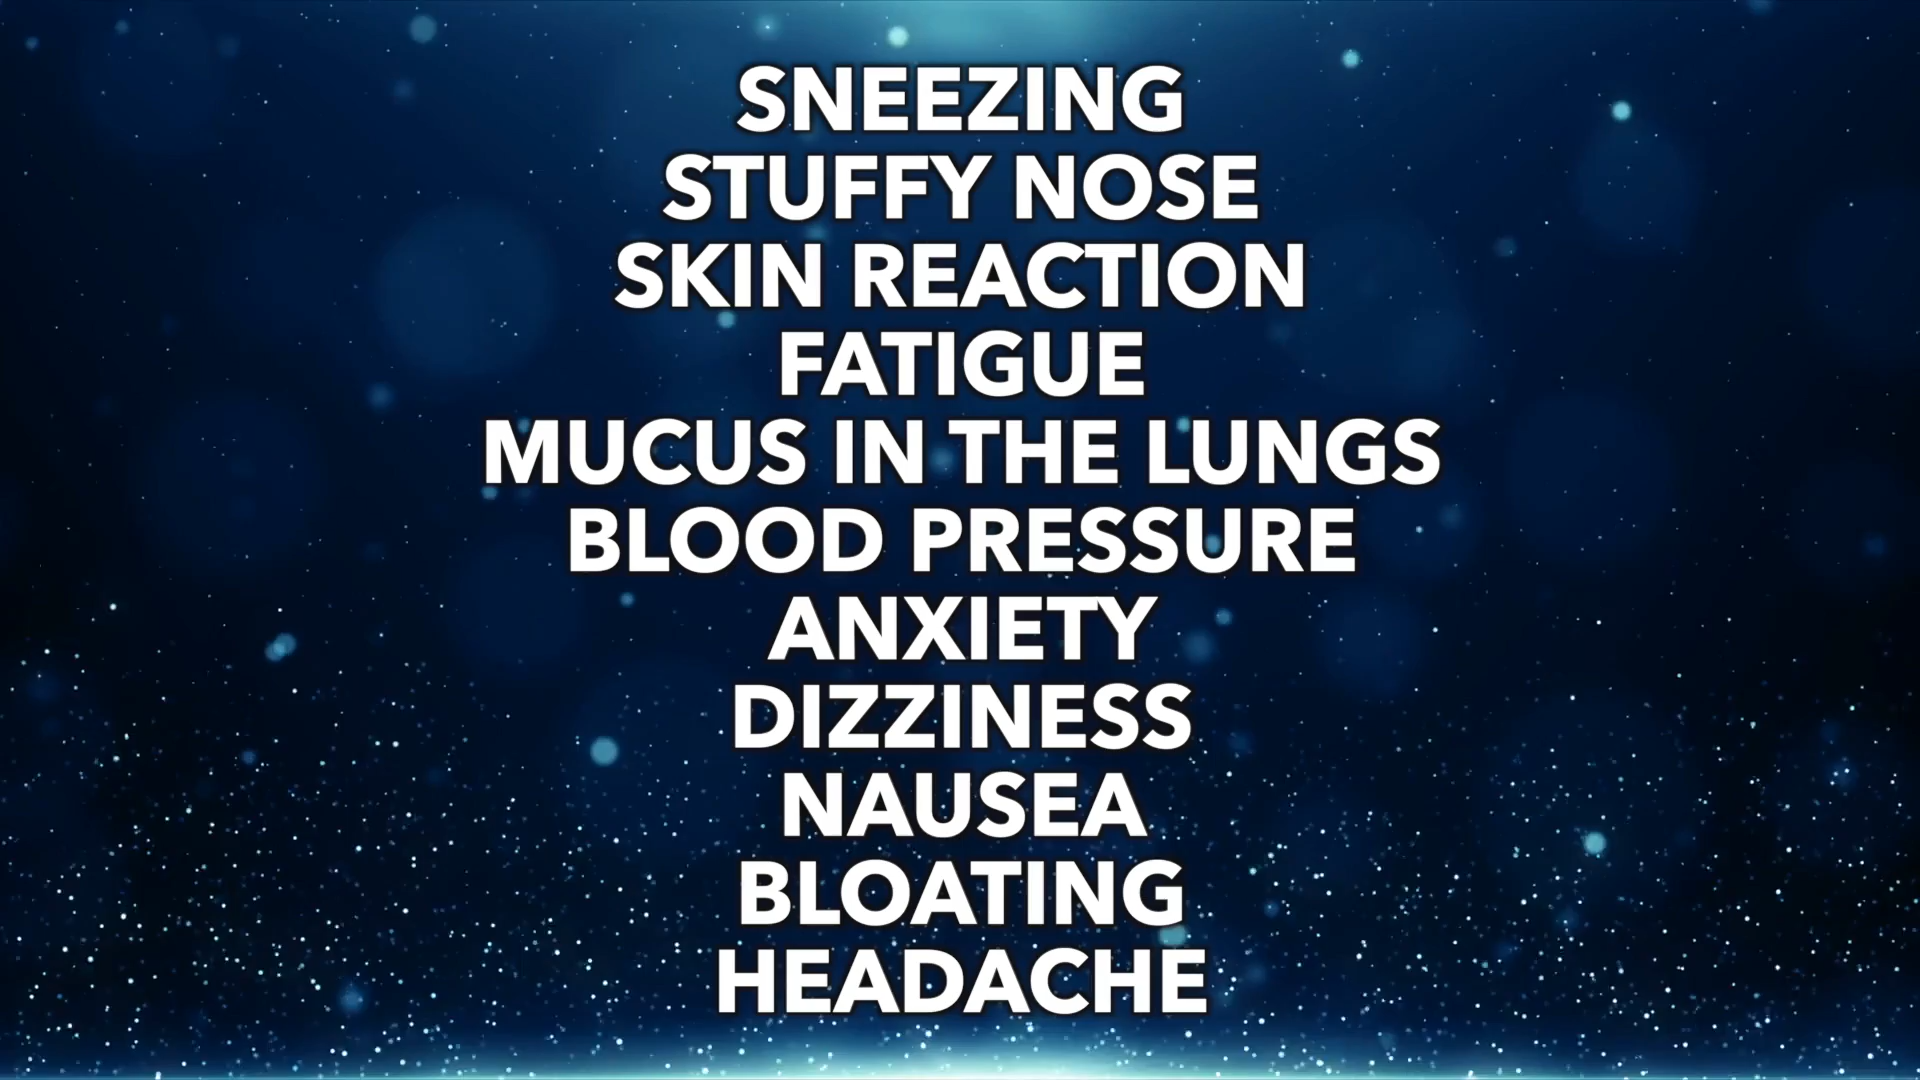 SNEEZING
STUFFY NOSE
SKIN REACTION
FATIGUE
MUCUS IN THE LUNGS
BLOOD PRESSURE
ANXIETY
DIZZINESS
NAUSEA
BLOATING
HEADACHE